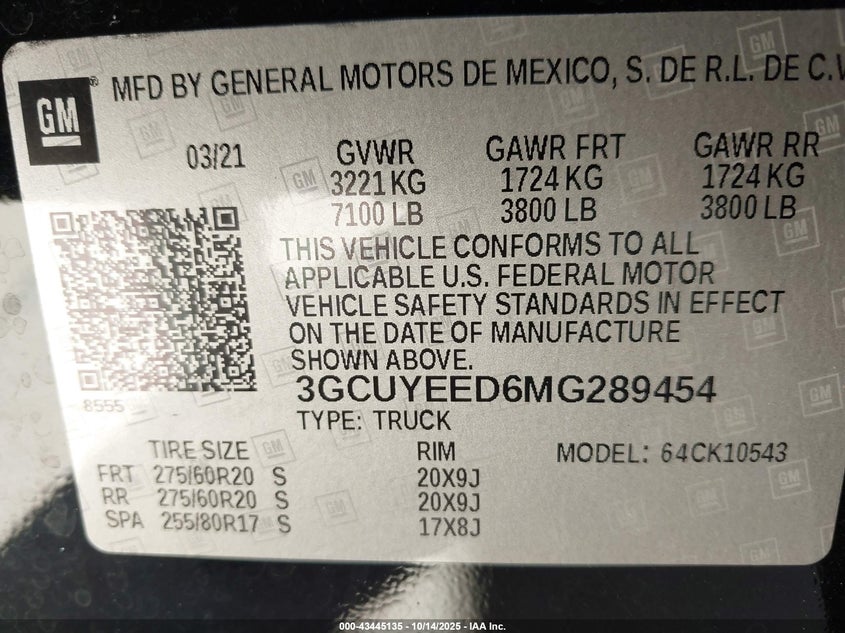 MFD BY GENERAL MOTORS DE MEXICO, S. DE R.L. DE C.V
GM
®
03/21
GVWR GAWR FRT GAWR RR
3221 KG 1724 KG 1724 KG
7100 LB 3800 LB 3800 LB
THIS VEHICLE CONFORMS TO ALL
APPLICABLE U.S. FEDERAL MOTOR
VEHICLE SAFETY STANDARDS IN EFFECT
ON THE DATE OF MANUFACTURE
SHOWN ABOVE.
3GCUYEED6MG289454
8555
TYPE: TRUCK
TIRE SIZE RIM MODEL: 64CK10543
FRT 275/60R20 S 20X9J
RR 275/60R20 S 20X9J
SPA 255/80R17 S 17X8J
000-43445135 - 10/14/2025 - IAA Inc.